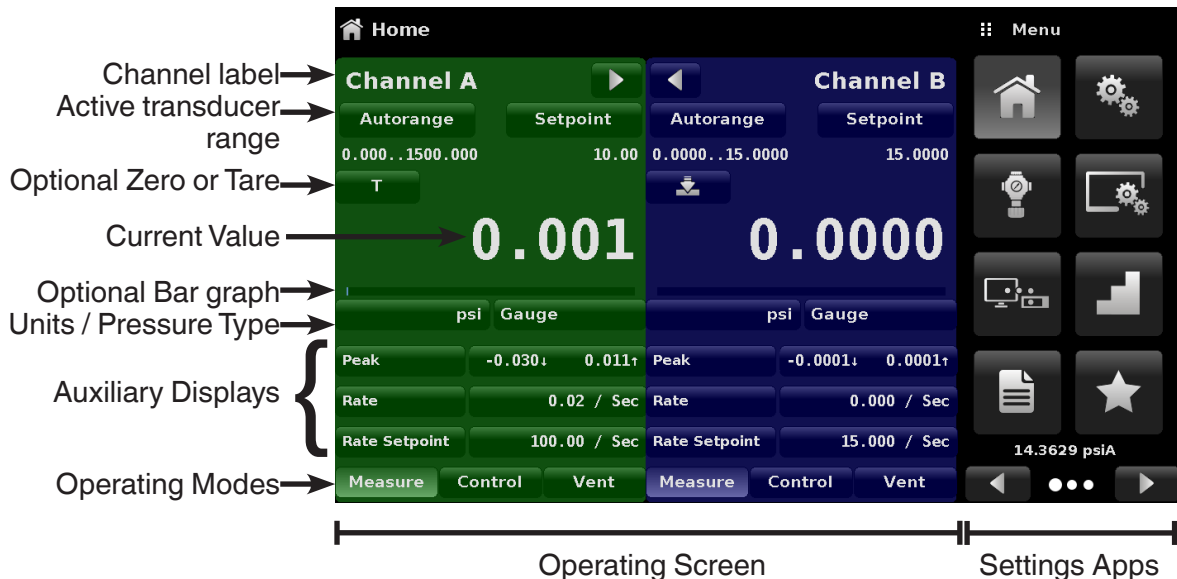 Home
Menu
Channel label
Channel A
Channel B
Active transducer
range
Autorange
Setpoint
Autorange
Setpoint
0.000..1500.000
10.00
0.0000..15.0000
15.0000
Optional Zero or Tare
T
Current Value
0.001
0.0000
Optional Bar graph
Units / Pressure Type
psi
Gauge
psi
Gauge
Auxiliary Displays
Peak
-0.030↓
0.011↑
Peak
-0.0001↓
0.0001↑
Rate
0.02 / Sec
Rate
0.000 / Sec
Rate Setpoint
100.00 / Sec
Rate Setpoint
15.000 / Sec
14.3629 psiA
Operating Modes
Measure
Control
Vent
Measure
Control
Vent
Operating Screen
Settings Apps